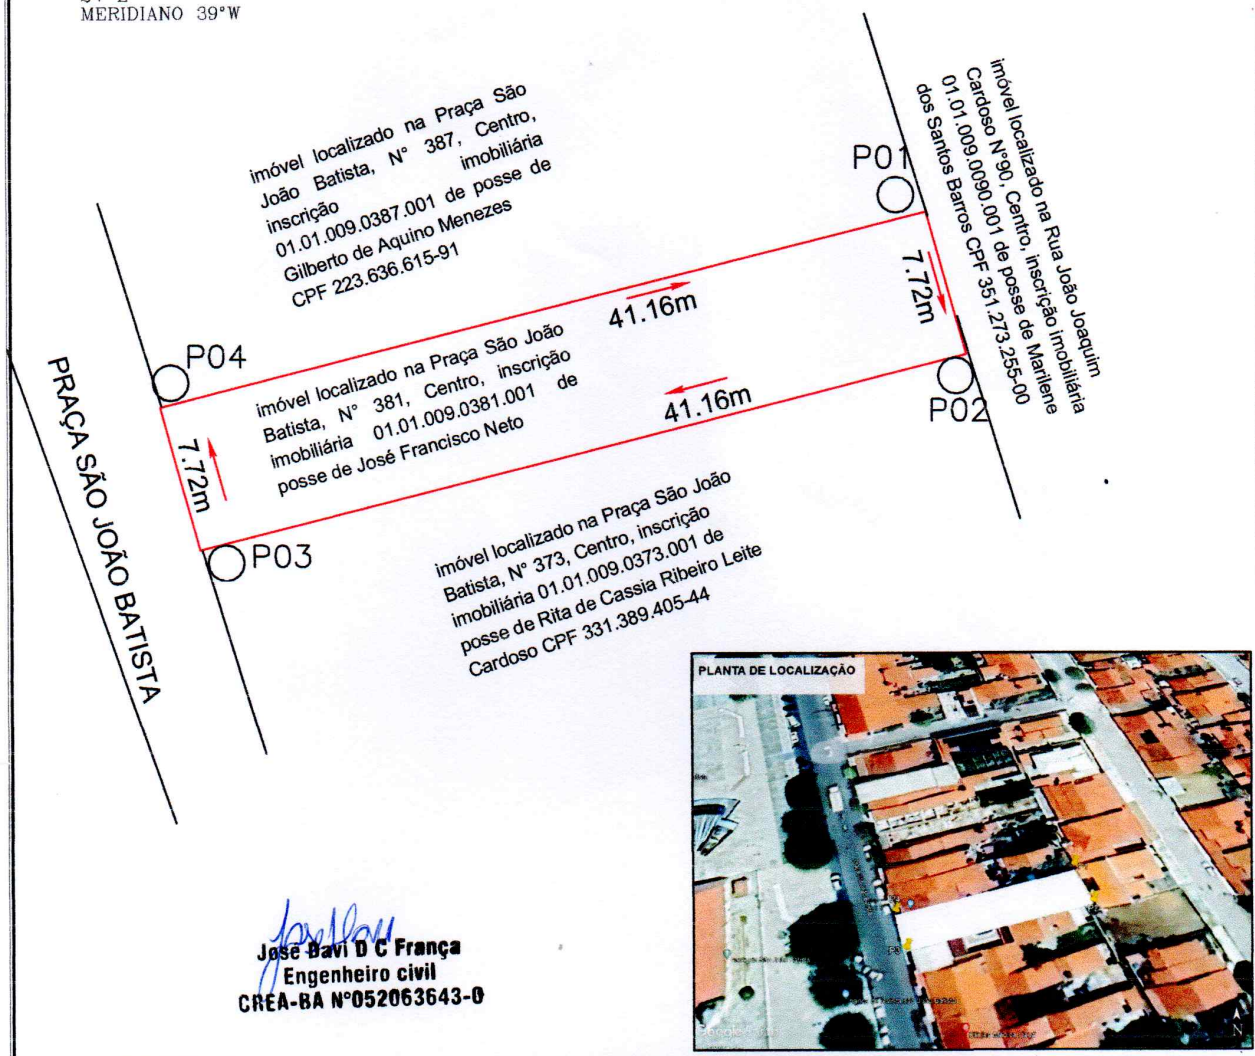 MERIDIANO 39°W
imóvel localizado na Praça São
João Batista, N° 387, Centro,
inscrição imobiliária
01.01.009.0387.001 de posse de
Gilberto de Aquino Menezes
CPF 223.636.615-91
imóvel localizado na Rua João Joaquim
Cardoso N°90, Centro, inscrição imobiliária
01.01.009.0090.001 de posse de Marilene
dos Santos Barros CPF 351.273.255-00
P01
7.72m
41.16m
P04
imóvel localizado na Praça São João
Batista, N° 381, Centro, inscrição
imobiliária 01.01.009.0381.001 de
posse de José Francisco Neto
41.16m
P02
7.72m
P03
PRAÇA SÃO JOÃO BATISTA
imóvel localizado na Praça São João
Batista, N° 373, Centro, inscrição
imobiliária 01.01.009.0373.001 de
posse de Rita de Cassia Ribeiro Leite
Cardoso CPF 331.389.405-44
PLANTA DE LOCALIZAÇÃO
Google
N
José Davi D C França
Engenheiro civil
CREA-BA N°052063643-0